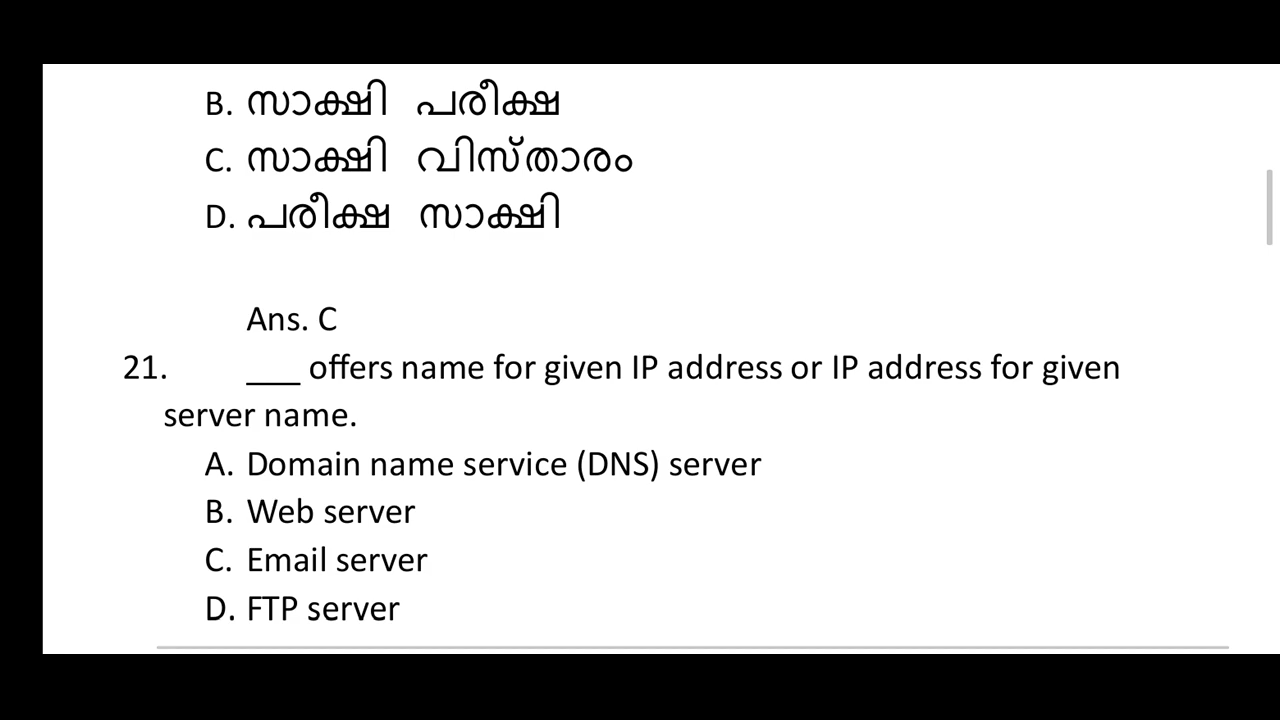 B. സാക്ഷി പരീക്ഷ
C. സാക്ഷി വിസ്താരം
D. പരീക്ഷ സാക്ഷി
Ans. C
21. ___ offers name for given IP address or IP address for given
server name.
A. Domain name service (DNS) server
B. Web server
C. Email server
D. FTP server